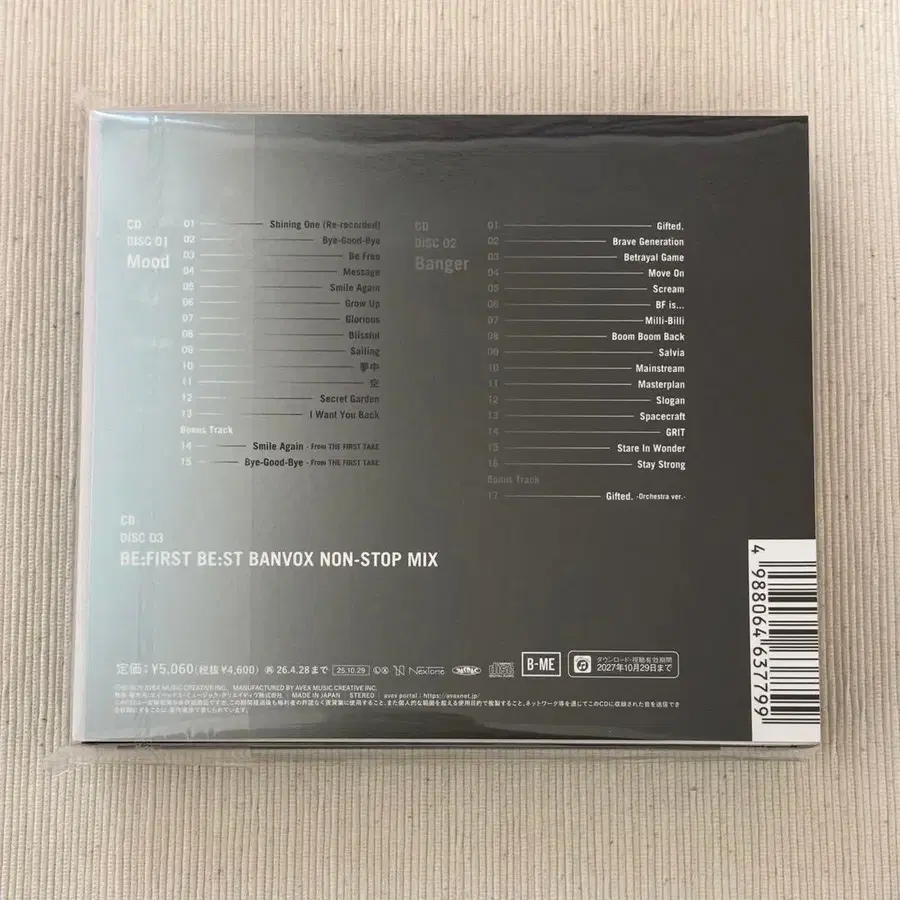 CD
DISC 01
Mood
01 Shining One (Re-recorded)
02 Bye-Good-Bye
03 Be Free
04 Message
05 Smile Again
06 Grow Up
07 Glorious
08 Blissful
09 Sailing
10 夢中
11 空
12 Secret Garden
13 I Want You Back
Bonus Track
14 Smile Again - From THE FIRST TAKE
15 Bye-Good-Bye - From THE FIRST TAKE
CD
DISC 02
Banger
01 Gifted.
02 Brave Generation
03 Betrayal Game
04 Move On
05 Scream
06 BF is...
07 Milli-Billi
08 Boom Boom Back
09 Salvia
10 Mainstream
11 Masterplan
12 Slogan
13 Spacecraft
14 GRIT
15 Stare In Wonder
16 Stay Strong
Bonus Track
17 Gifted. -Orchestra ver.-
CD
DISC 03
BE:FIRST BE:ST BANVOX NON-STOP MIX
定価:¥5,060(税抜¥4,600) 再 26.4.28まで 25.10.29 NexTone
B-ME
ダウンロード・視聴有効期間
2027年10月29日まで
AVEX MUSIC CREATIVE INC. MANUFACTURED BY AVEX MUSIC CREATIVE INC.
MADE IN JAPAN STEREO avex portal : https://avexnet.jp/
4 988064 637799